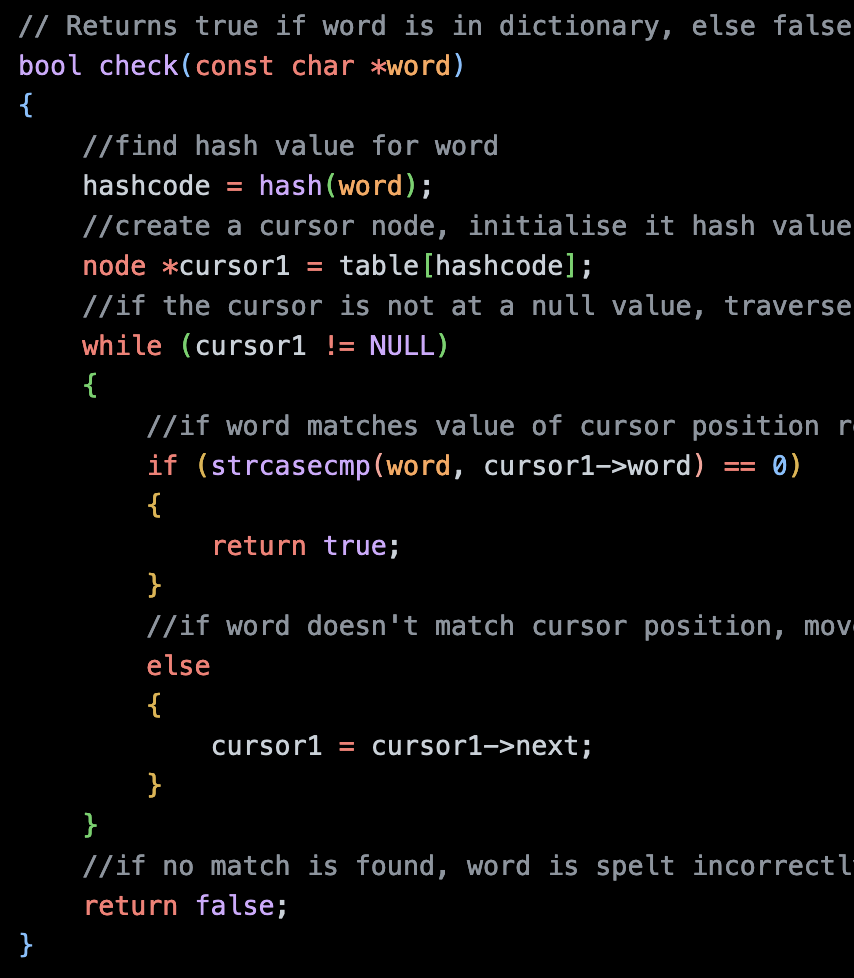 // Returns true if word is in dictionary, else false
bool check(const char *word)
{
    //find hash value for word
    hashcode = hash(word);
    //create a cursor node, initialise it hash value
    node *cursor1 = table[hashcode];
    //if the cursor is not at a null value, traverse
    while (cursor1 != NULL)
    {
        //if word matches value of cursor position
        if (strcasecmp(word, cursor1->word) == 0)
        {
            return true;
        }
        //if word doesn't match cursor position,
        else
        {
            cursor1 = cursor1->next;
        }
    }
    //if no match is found, word is spelt
    return false;
}